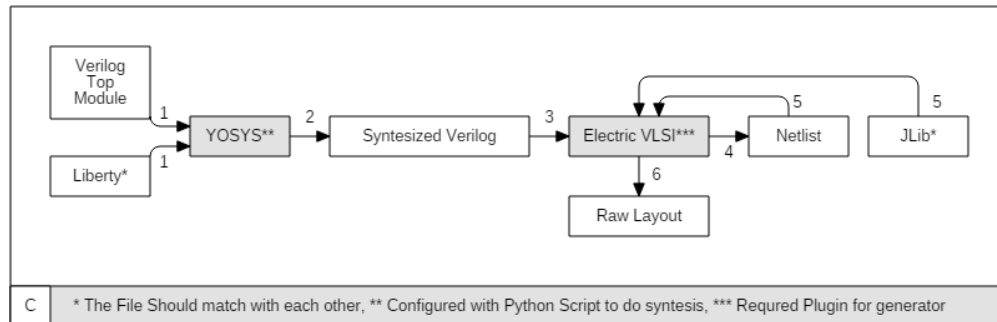 Verilog
Top
Module
1
2
3
5
5
YOSYS**
Syntesized Verilog
Electric VLSI***
Netlist
JLib*
1
4
Liberty*
6
Raw Layout
C
* The File Should match with each other, ** Configured with Python Script to do syntesis, *** Requred Plugin for generator